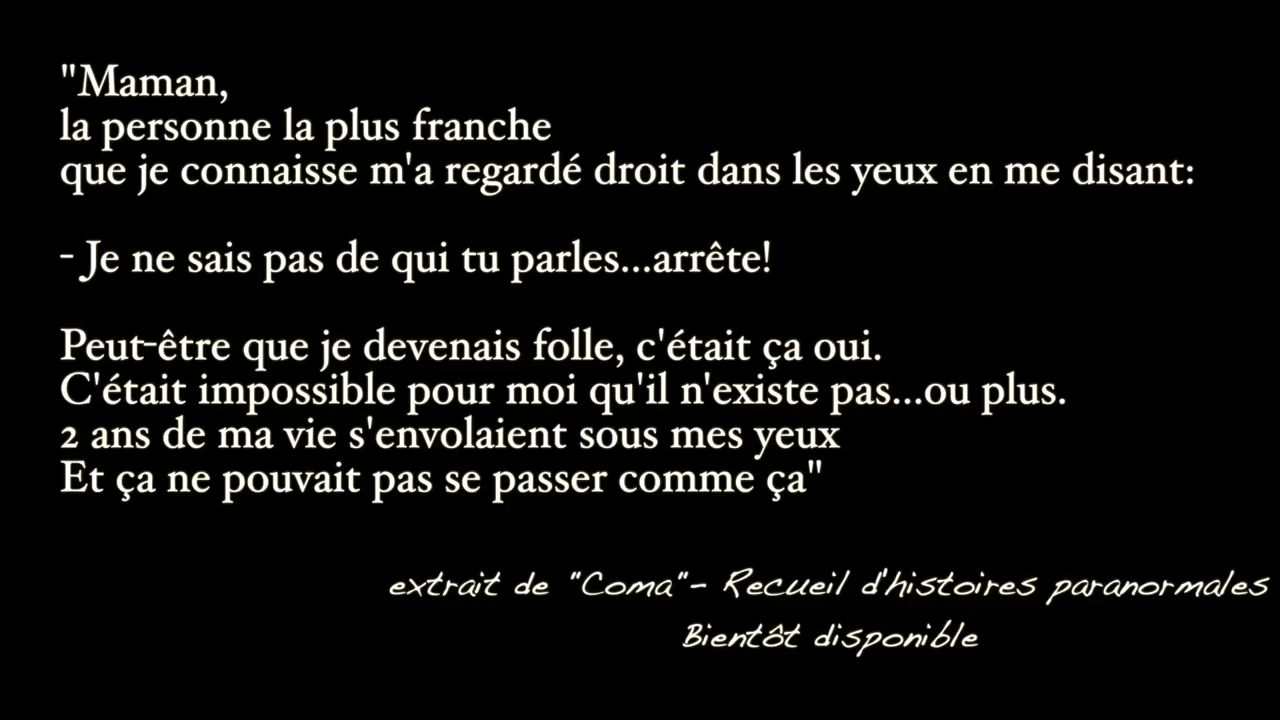 "Maman,
la personne la plus franche
que je connaisse m'a regardé droit dans les yeux en me disant:
- Je ne sais pas de qui tu parles...arrête!
Peut-être que je devenais folle, c'était ça oui.
C'était impossible pour moi qu'il n'existe pas...ou plus.
2 ans de ma vie s'envolaient sous mes yeux
Et ça ne pouvait pas se passer comme ça"
extrait de "Coma"- Recueil d'histoires paranormales
Bientôt disponible